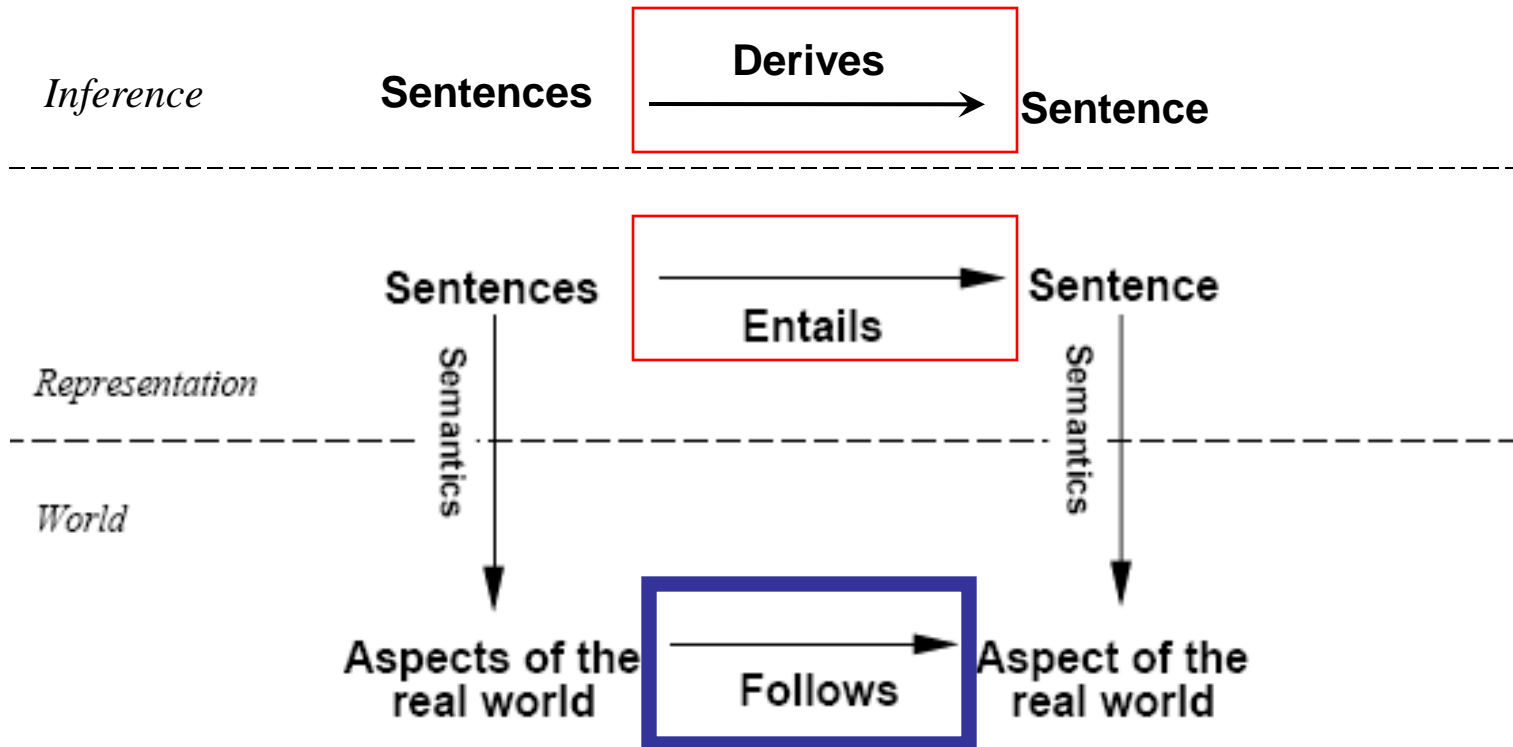 Inference
Sentences
Derives
Sentence
Sentences
Entails
Sentence
Representation
Semantics
Semantics
World
Aspects of the
real world
Follows
Aspect of the
real world